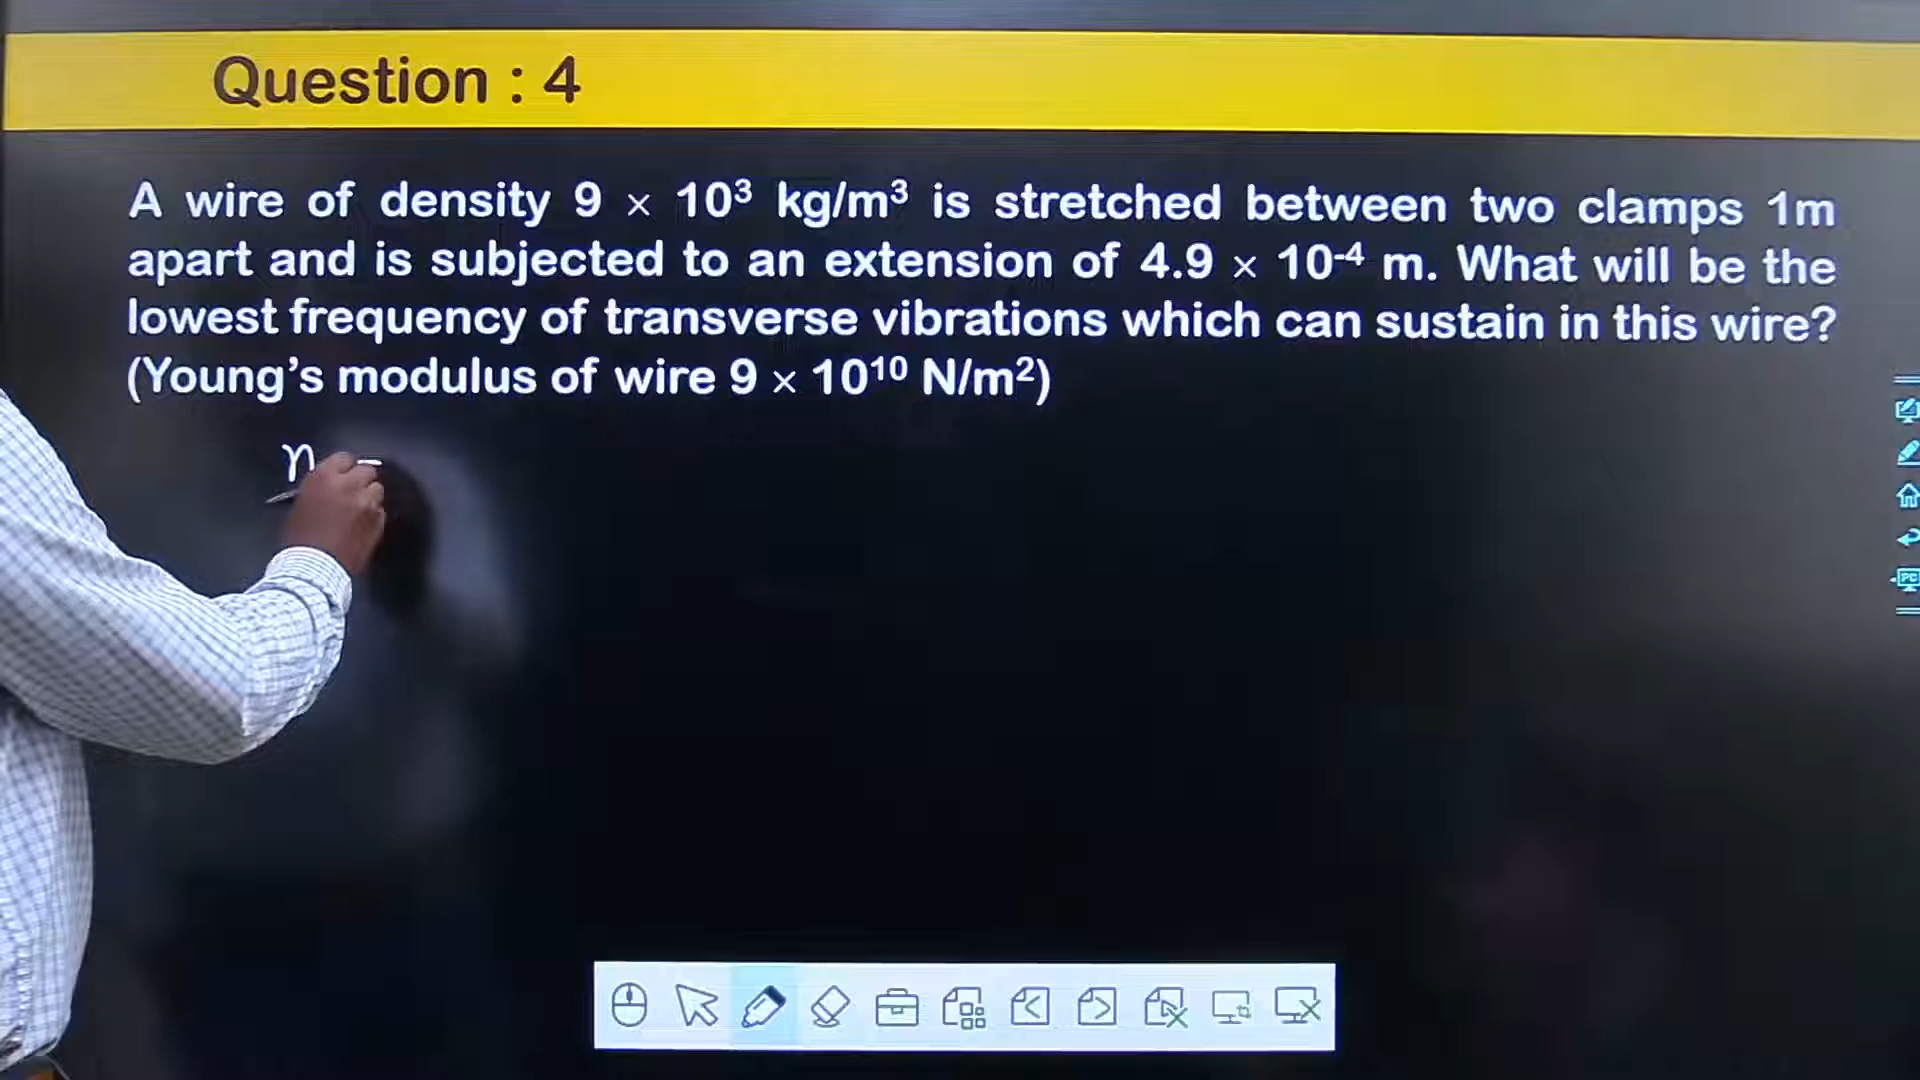 Question : 4
A wire of density 9 × 10³ kg/m³ is stretched between two clamps 1m
apart and is subjected to an extension of 4.9 × 10⁻⁴ m. What will be the
lowest frequency of transverse vibrations which can sustain in this wire?
(Young’s modulus of wire 9 × 10¹⁰ N/m²)
n =
PC